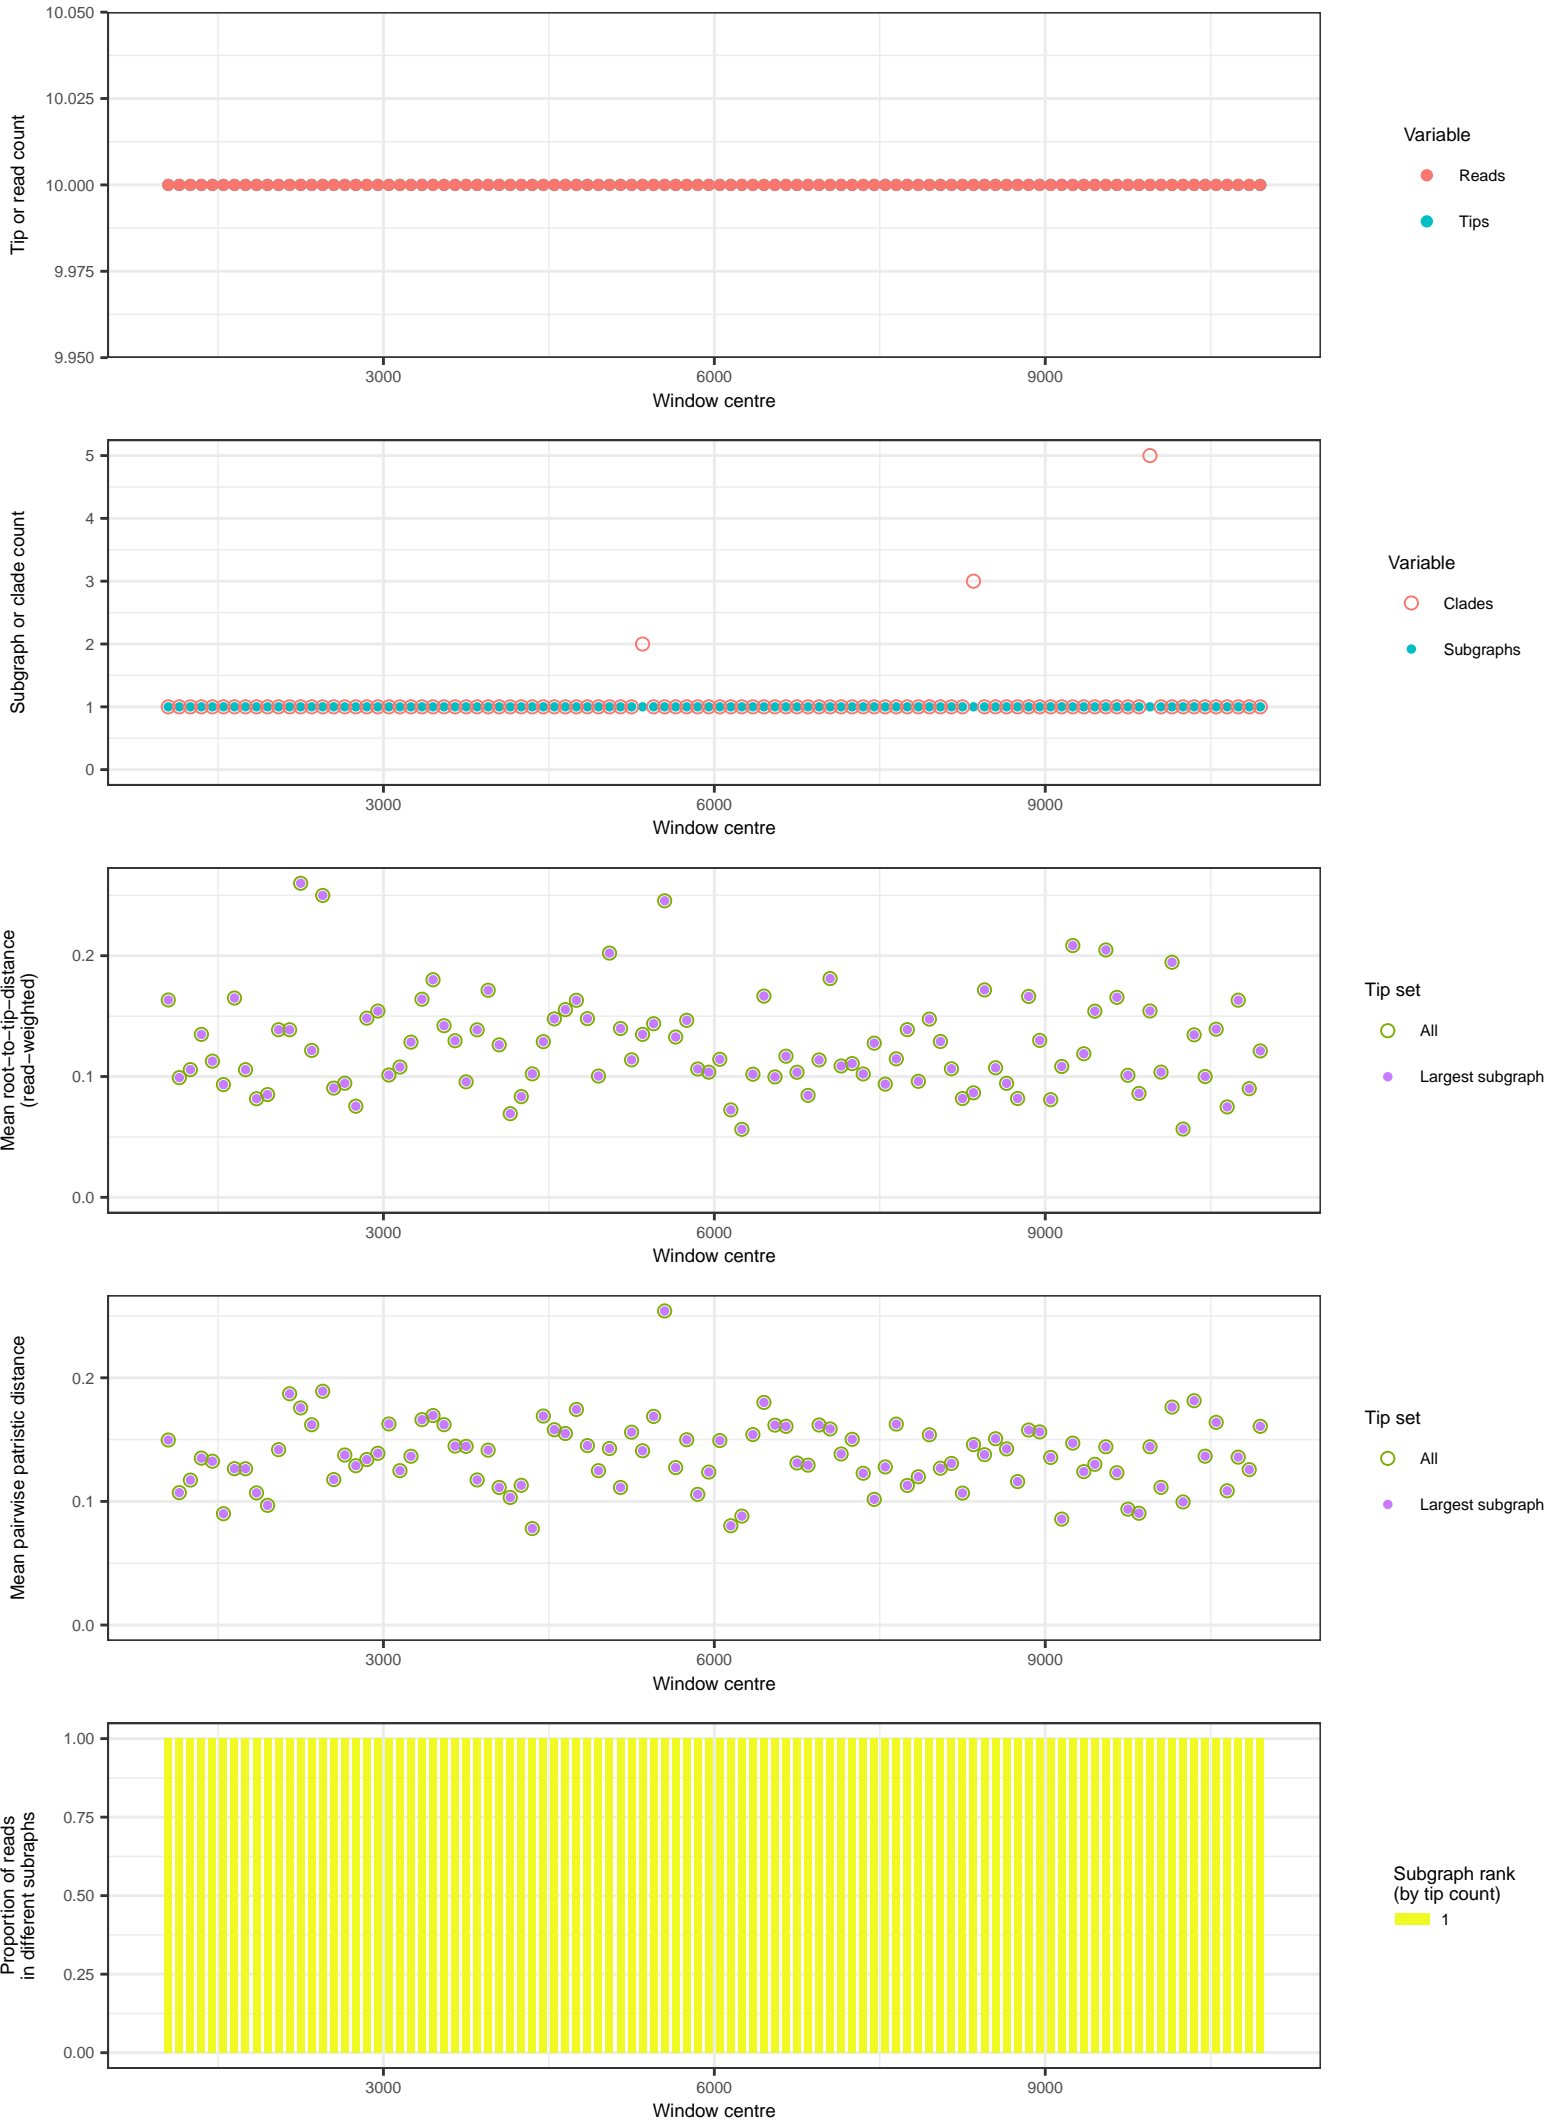 10.050
10.025
10.000
9.975
9.950
Tip or read count
3000 6000 9000
Window centre
Variable
Reads
Tips
5
4
3
2
1
0
Subgraph or clade count
3000 6000 9000
Window centre
Variable
Clades
Subgraphs
0.2
0.1
0.0
Mean root−to−tip−distance
(read−weighted)
3000 6000 9000
Window centre
Tip set
All
Largest subgraph
0.2
0.1
0.0
Mean pairwise patristic distance
3000 6000 9000
Window centre
Tip set
All
Largest subgraph
1.00
0.75
0.50
0.25
0.00
Proportion of reads
in different subraphs
3000 6000 9000
Window centre
Subgraph rank
(by tip count)
1